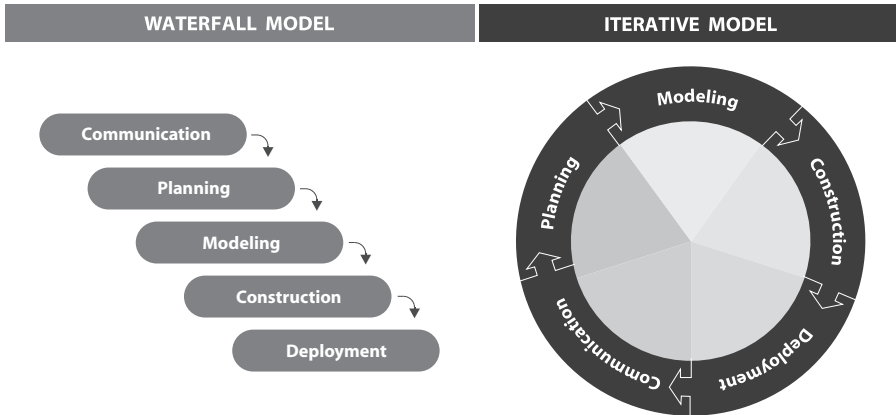 WATERFALL MODEL
Communication
Planning
Modeling
Construction
Deployment
ITERATIVE MODEL
Modeling
Construction
Deployment
Communication
Planning